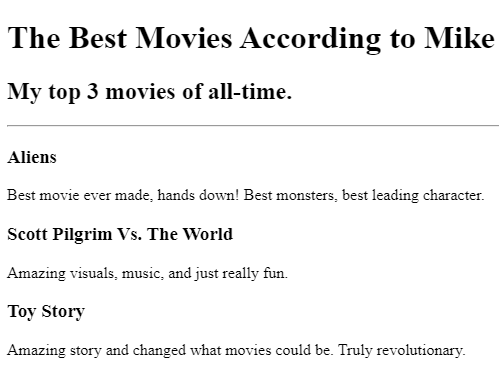 The Best Movies According to Mike
My top 3 movies of all-time.
Aliens
Best movie ever made, hands down! Best monsters, best leading character.
Scott Pilgrim Vs. The World
Amazing visuals, music, and just really fun.
Toy Story
Amazing story and changed what movies could be. Truly revolutionary.